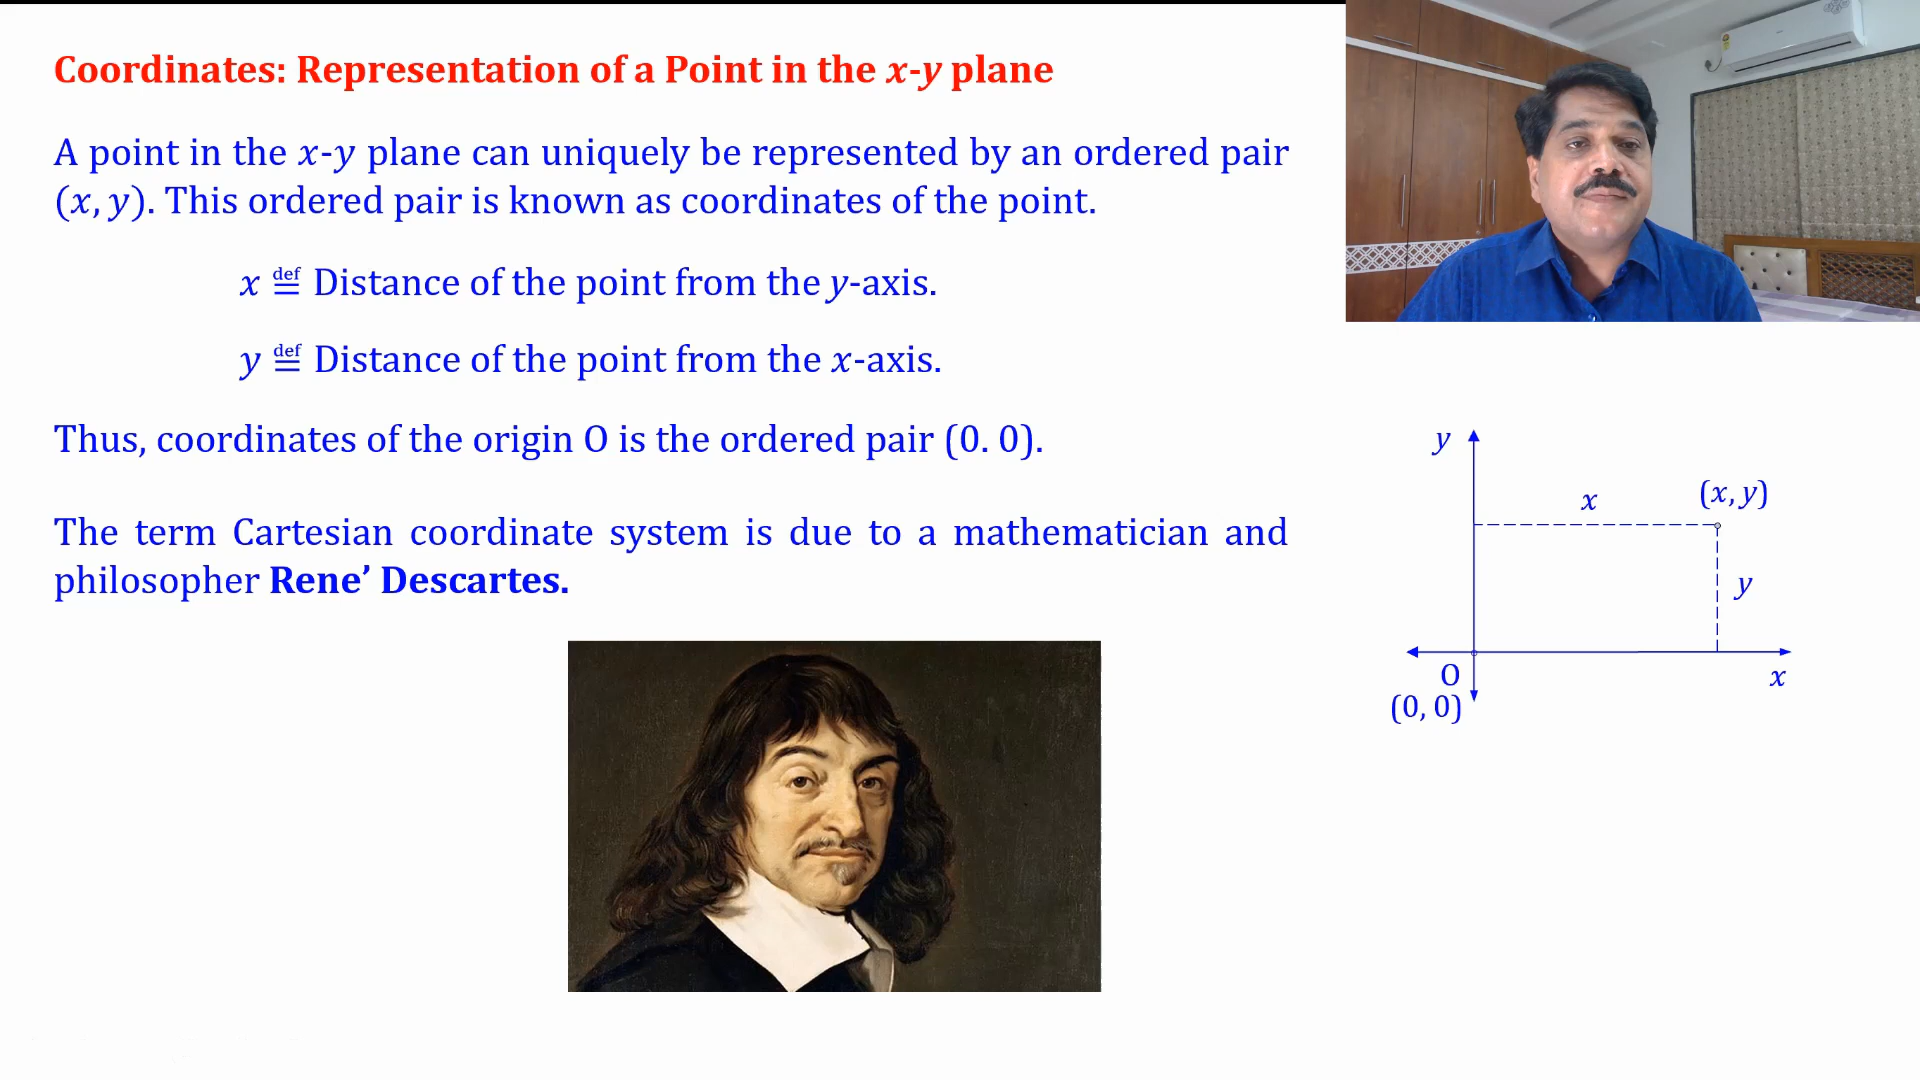 Coordinates: Representation of a Point in the x-y plane
A point in the x-y plane can uniquely be represented by an ordered pair
(x, y). This ordered pair is known as coordinates of the point.
x ≝ Distance of the point from the y-axis.
y ≝ Distance of the point from the x-axis.
Thus, coordinates of the origin O is the ordered pair (0. 0).
The term Cartesian coordinate system is due to a mathematician and
philosopher Rene’ Descartes.
y
x
(x, y)
y
O
x
(0, 0)